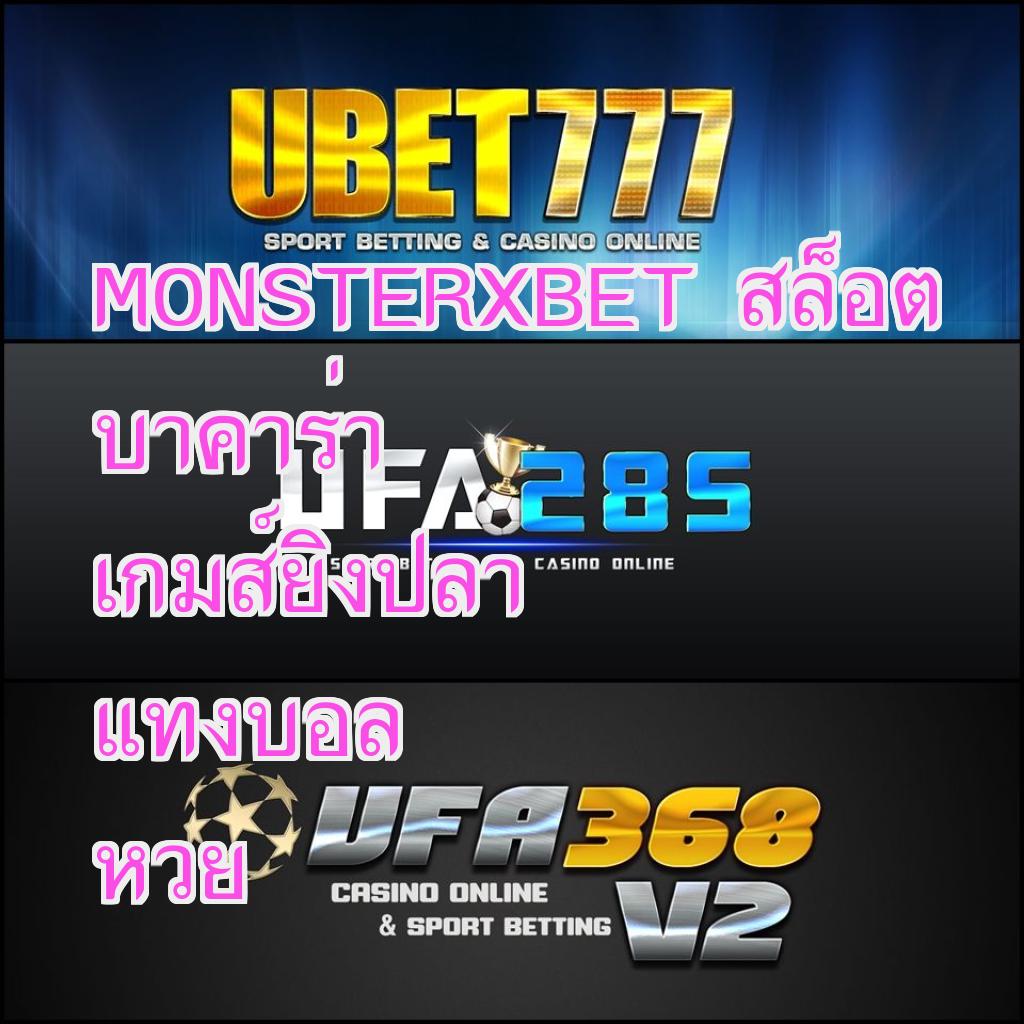 UBET777
SPORT BETTING & CASINO ONLINE
MONSTERXBET สล็อต
บาคาร่า
UFA285
CASINO ONLINE
เกมส์ยิงปลา
แทงบอล
UFA368
หวย
CASINO ONLINE
& SPORT BETTING
V2